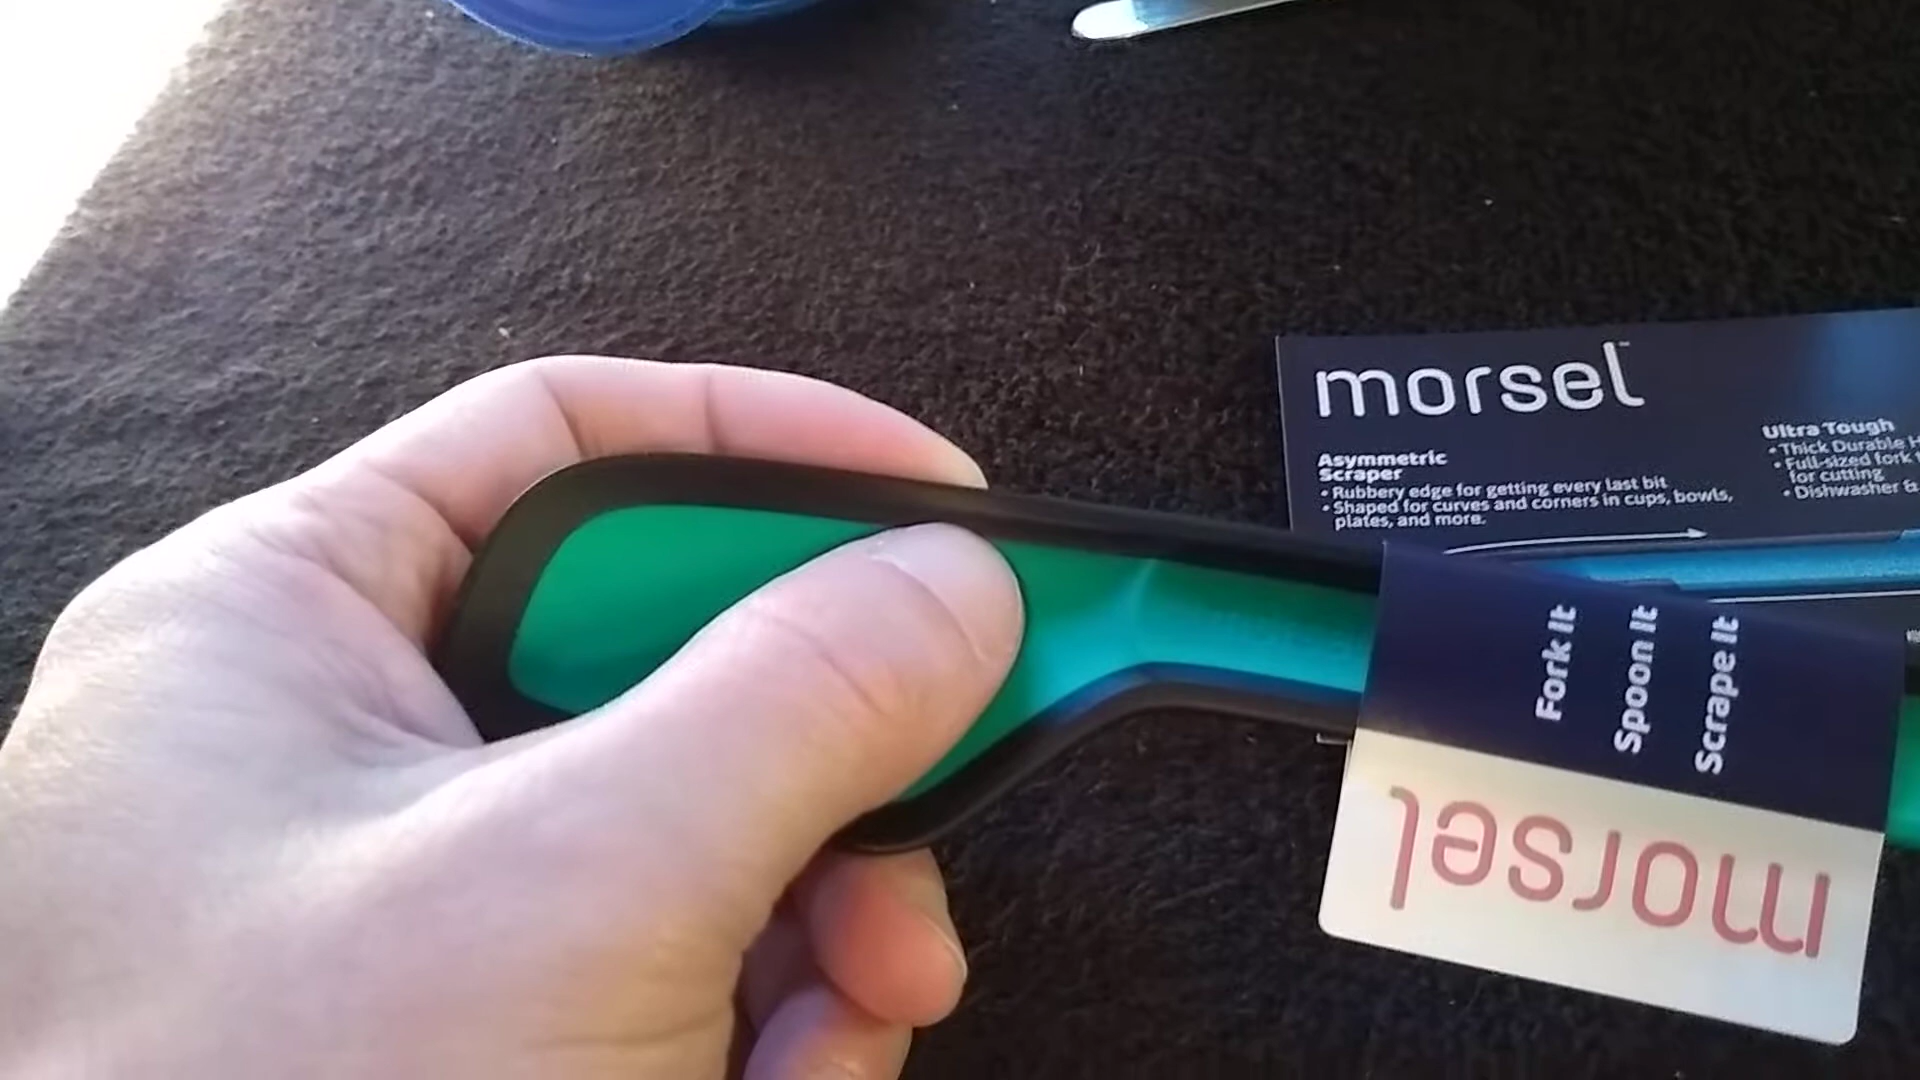 morsel™
Asymmetric
Scraper
• Rubbery edge for getting every last bit
• Shaped for curves and corners in cups, bowls,
plates, and more.
Ultra Tough
• Thick Durable
• Full-sized fork
for cutting
• Dishwasher &
Fork It
Spoon It
Scrape It
morsel